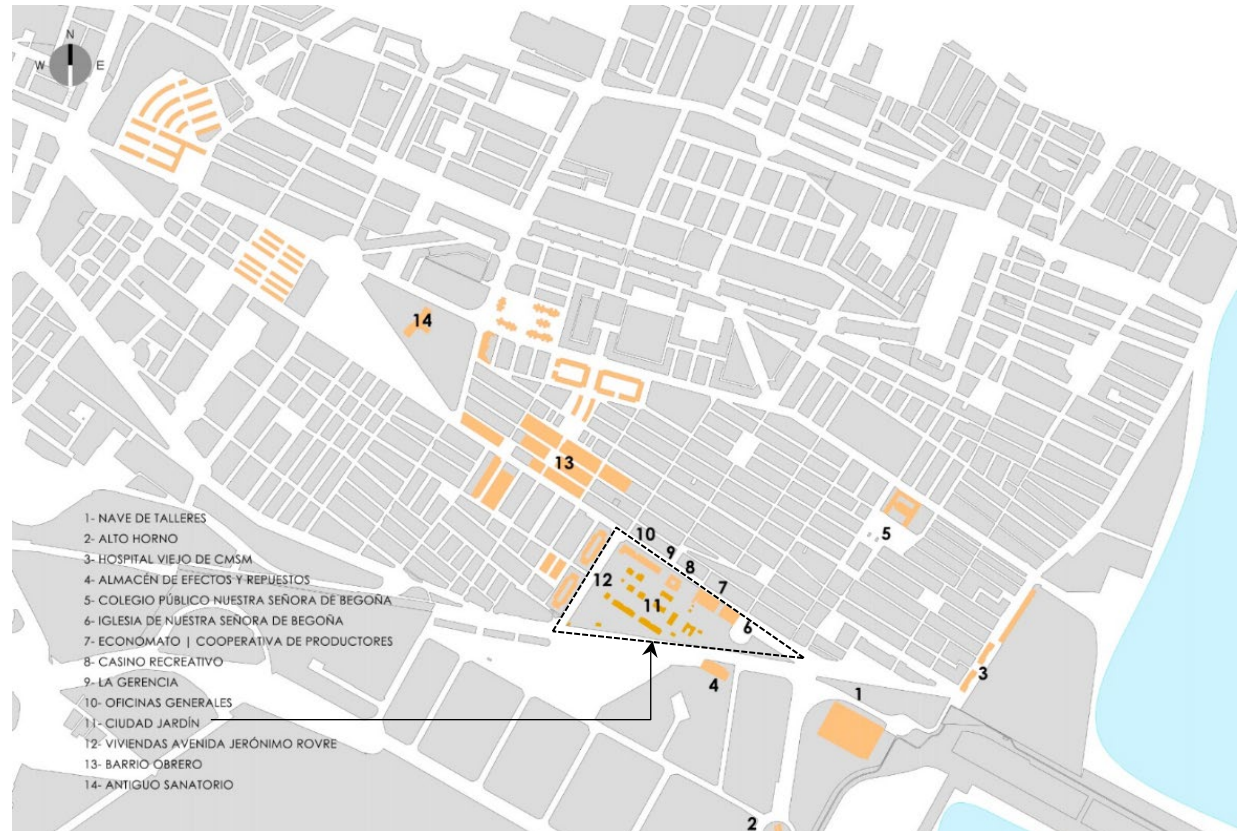 N
W E
14
13
5
10
9
8
7
12
11
6
3
4
1
2
1- NAVE DE TALLERES
2- ALTO HORNO
3- HOSPITAL VIEJO DE CMSM
4- ALMACÉN DE EFECTOS Y REPUESTOS
5- COLEGIO PÚBLICO NUESTRA SEÑORA DE BEGOÑA
6- IGLESIA DE NUESTRA SEÑORA DE BEGOÑA
7- ECONOMATO | COOPERATIVA DE PRODUCTORES
8- CASINO RECREATIVO
9- LA GERENCIA
10- OFICINAS GENERALES
11- CIUDAD JARDÍN
12- VIVIENDAS AVENIDA JERÓNIMO ROVRE
13- BARRIO OBRERO
14- ANTIGUO SANATORIO